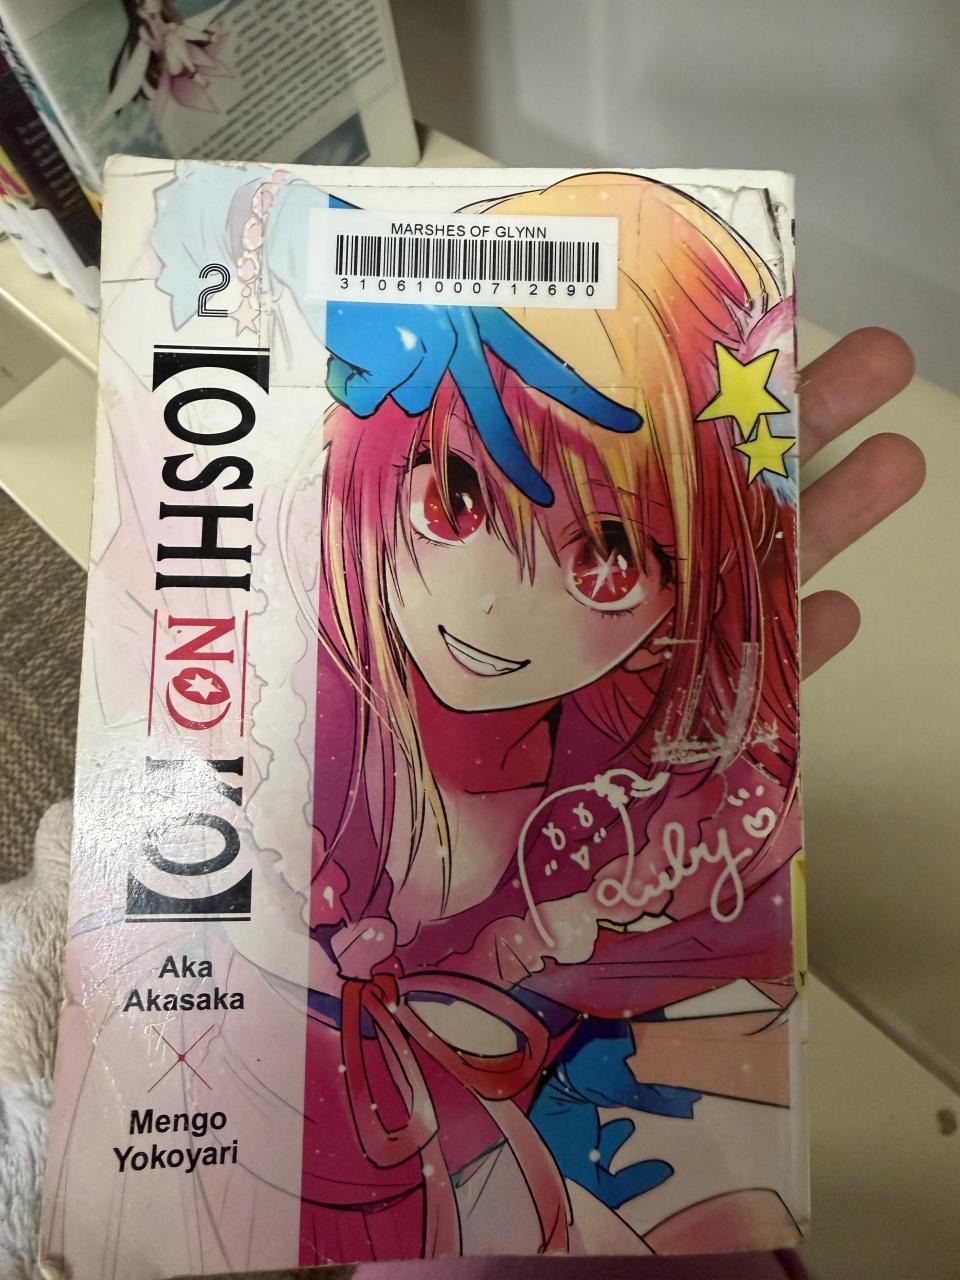 MARSHES OF GLYNN
31061000712690
2
OSHI
NO
KO
Aka
Akasaka
×
Mengo
Yokoyari
Ruby
Y